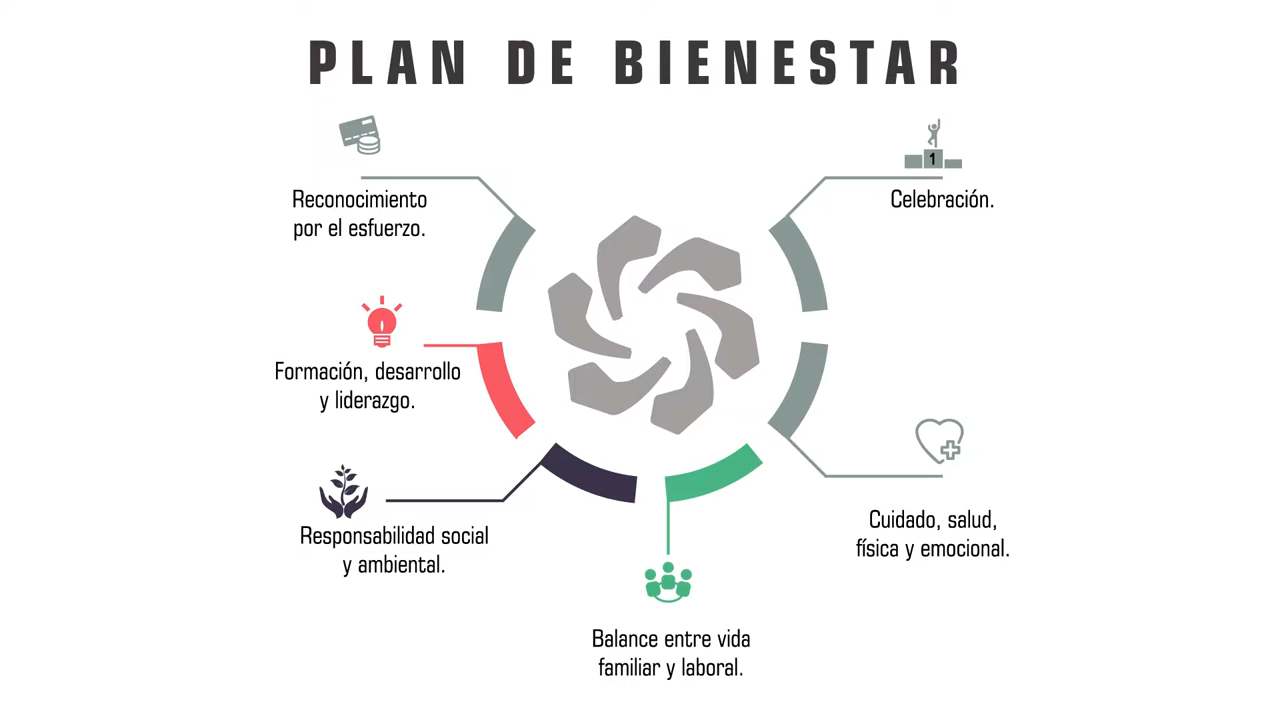 PLAN DE BIENESTAR
1
Reconocimiento
por el esfuerzo.
Celebración.
Formación, desarrollo
y liderazgo.
Responsabilidad social
y ambiental.
Cuidado, salud,
física y emocional.
Balance entre vida
familiar y laboral.